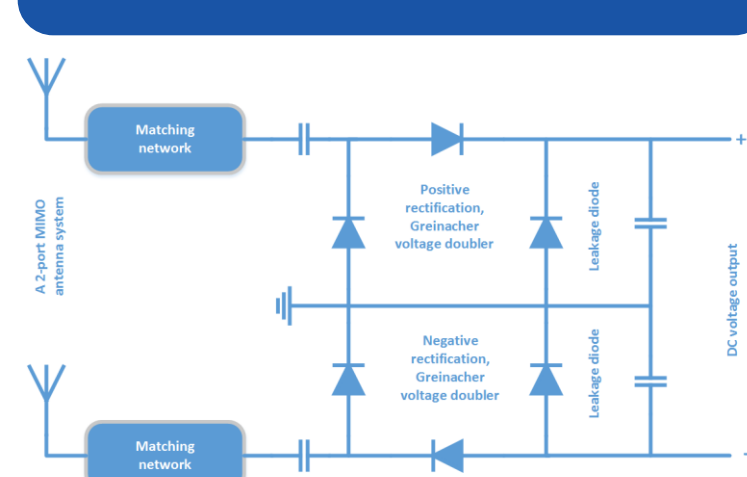 Matching
network
+
Positive
rectification,
Greinacher
voltage doubler
Leakage diode
A 2-port MIMO
antenna system
DC voltage output
Negative
rectification,
Greinacher
voltage doubler
Leakage diode
Matching
network
-